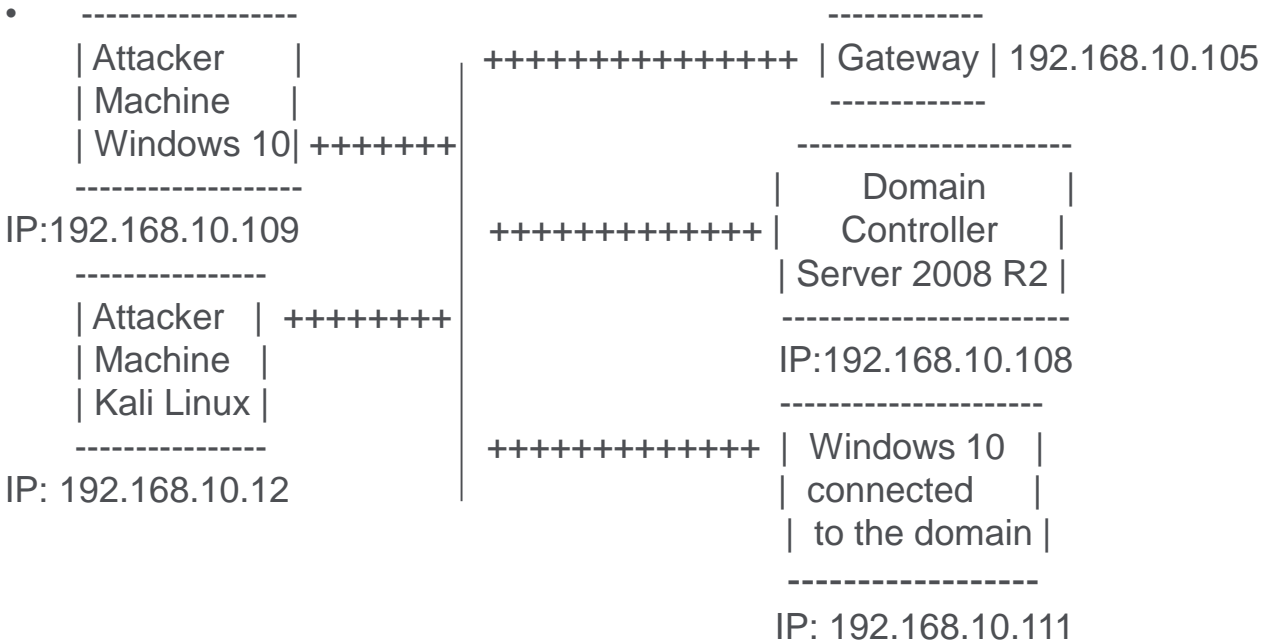 • ------------------ -------------
| Attacker | +++++++++++++++ | Gateway | 192.168.10.105
| Machine | -------------
| Windows 10| +++++++ -----------------------
------------------- | Domain |
IP:192.168.10.109 +++++++++++++ | Controller |
---------------- | Server 2008 R2 |
| Attacker | ++++++++ ------------------------
| Machine | IP:192.168.10.108
| Kali Linux | ----------------------
---------------- +++++++++++++ | Windows 10 |
IP: 192.168.10.12 | connected |
| to the domain |
-------------------
IP: 192.168.10.111